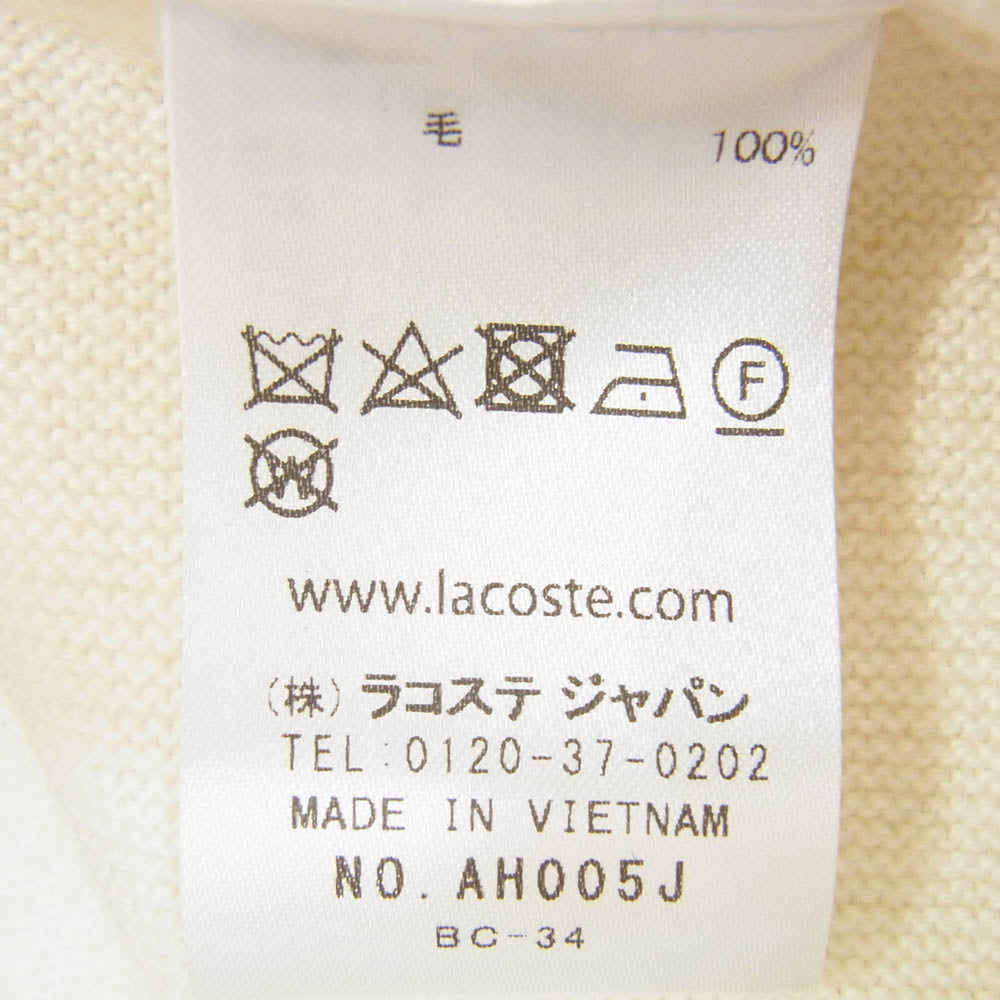 毛 100%
F
W
www.lacoste.com
(株) ラコステ ジャパン
TEL:0120-37-0202
MADE IN VIETNAM
NO. AH005J
BC-34